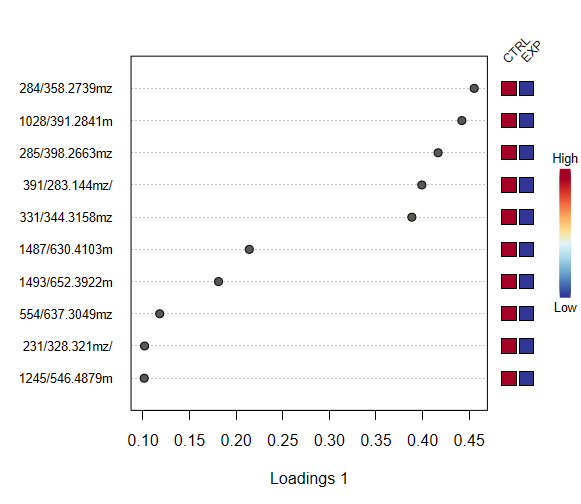 CTRL
EXP
284/358.2739mz
1028/391.2841m
285/398.2663mz
391/283.144mz/
331/344.3158mz
1487/630.4103m
1493/652.3922m
554/637.3049mz
231/328.321mz/
1245/546.4879m
High
Low
0.10 0.15 0.20 0.25 0.30 0.35 0.40 0.45
Loadings 1